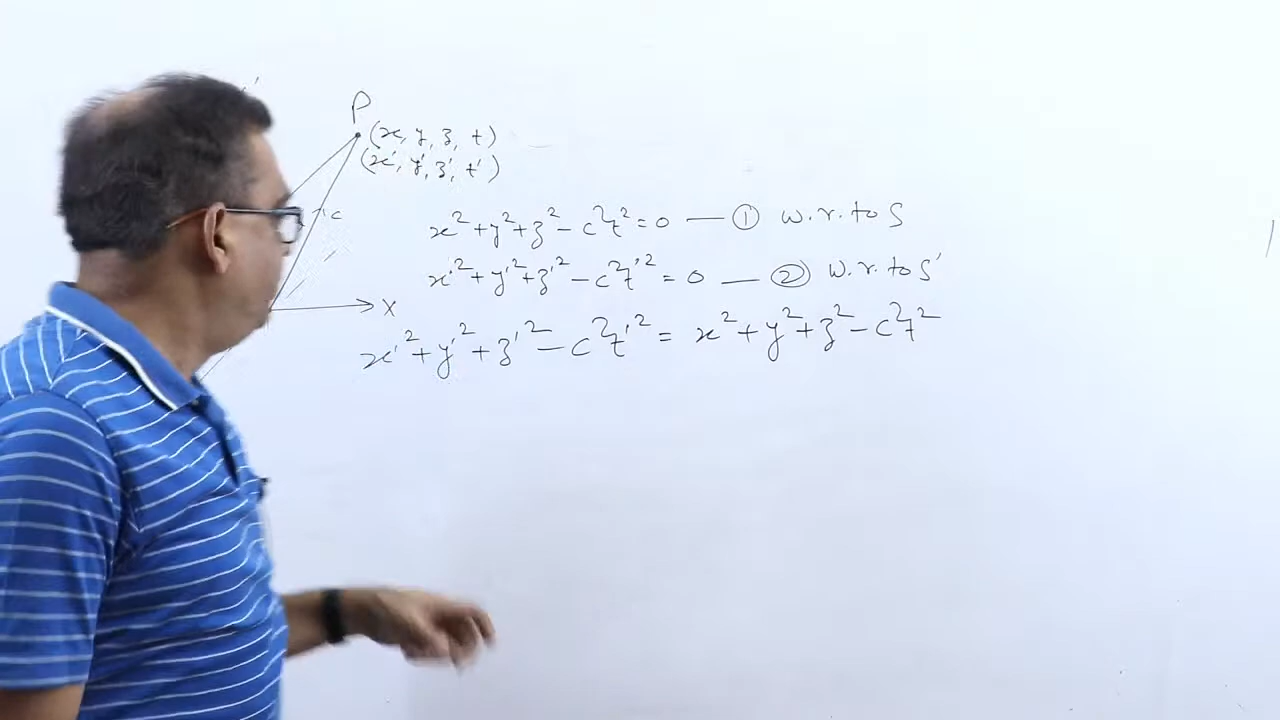 P
(x, y, z, t)
(x', y', z', t')
c
x² + y² + z² - c²t² = 0 — ① w.r.to S
x'² + y'² + z'² - c²t'² = 0 — ② w.r.to S'
X
x'² + y'² + z'² - c²t'² = x² + y² + z² - c²t²